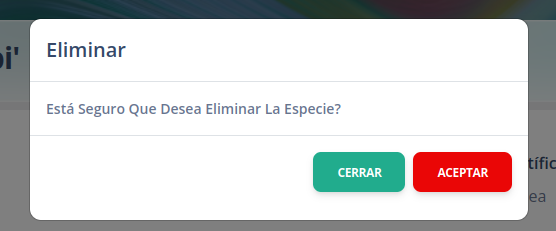 Eliminar
Está Seguro Que Desea Eliminar La Especie?
CERRAR
ACEPTAR